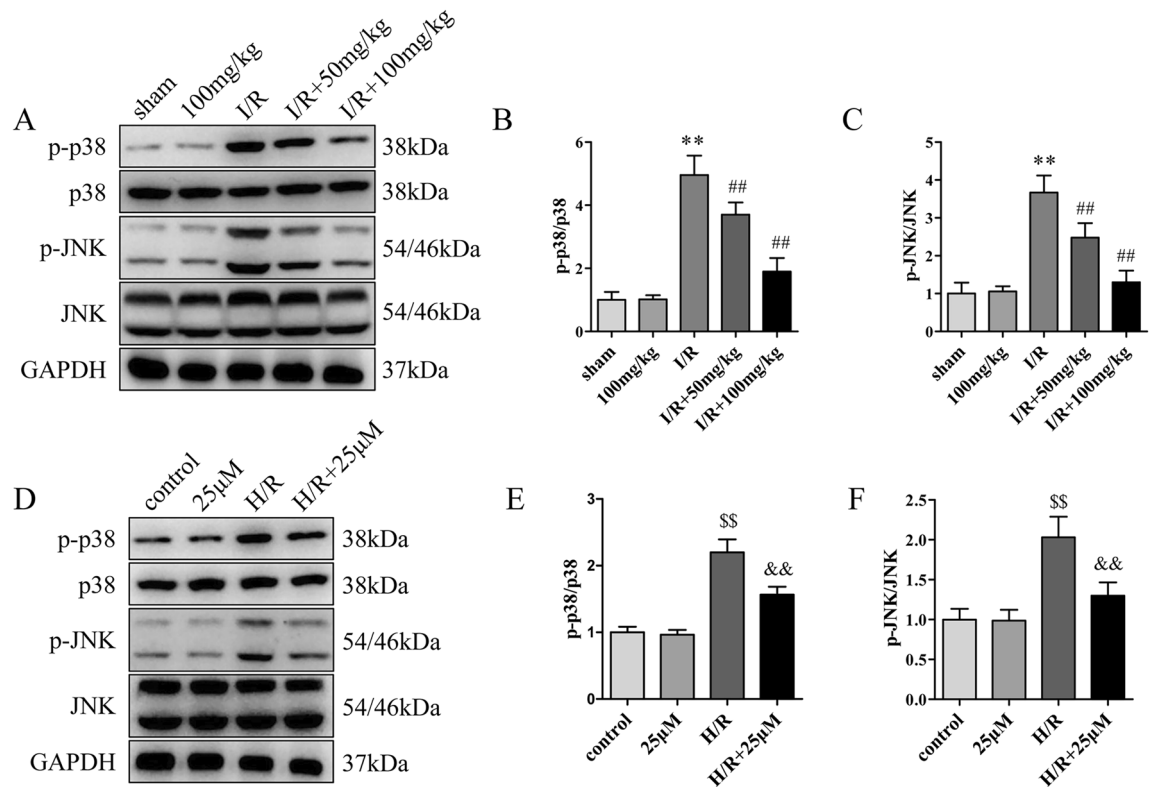 A
sham
100mg/kg
I/R
I/R+50mg/kg
I/R+100mg/kg
p-p38
38kDa
p38
38kDa
p-JNK
54/46kDa
JNK
54/46kDa
GAPDH
37kDa
B
p-p38/p38
6
4
2
0
**
##
##
sham
100mg/kg
I/R
I/R+50mg/kg
I/R+100mg/kg
C
p-JNK/JNK
5
4
3
2
1
0
**
##
##
sham
100mg/kg
I/R
I/R+50mg/kg
I/R+100mg/kg
D
control
25μM
H/R
H/R+25μM
p-p38
38kDa
p38
38kDa
p-JNK
54/46kDa
JNK
54/46kDa
GAPDH
37kDa
E
p-p38/p38
3
2
1
0
$$
&&
control
25μM
H/R
H/R+25μM
F
p-JNK/JNK
2.5
2.0
1.5
1.0
0.5
0.0
$$
&&
control
25μM
H/R
H/R+25μM